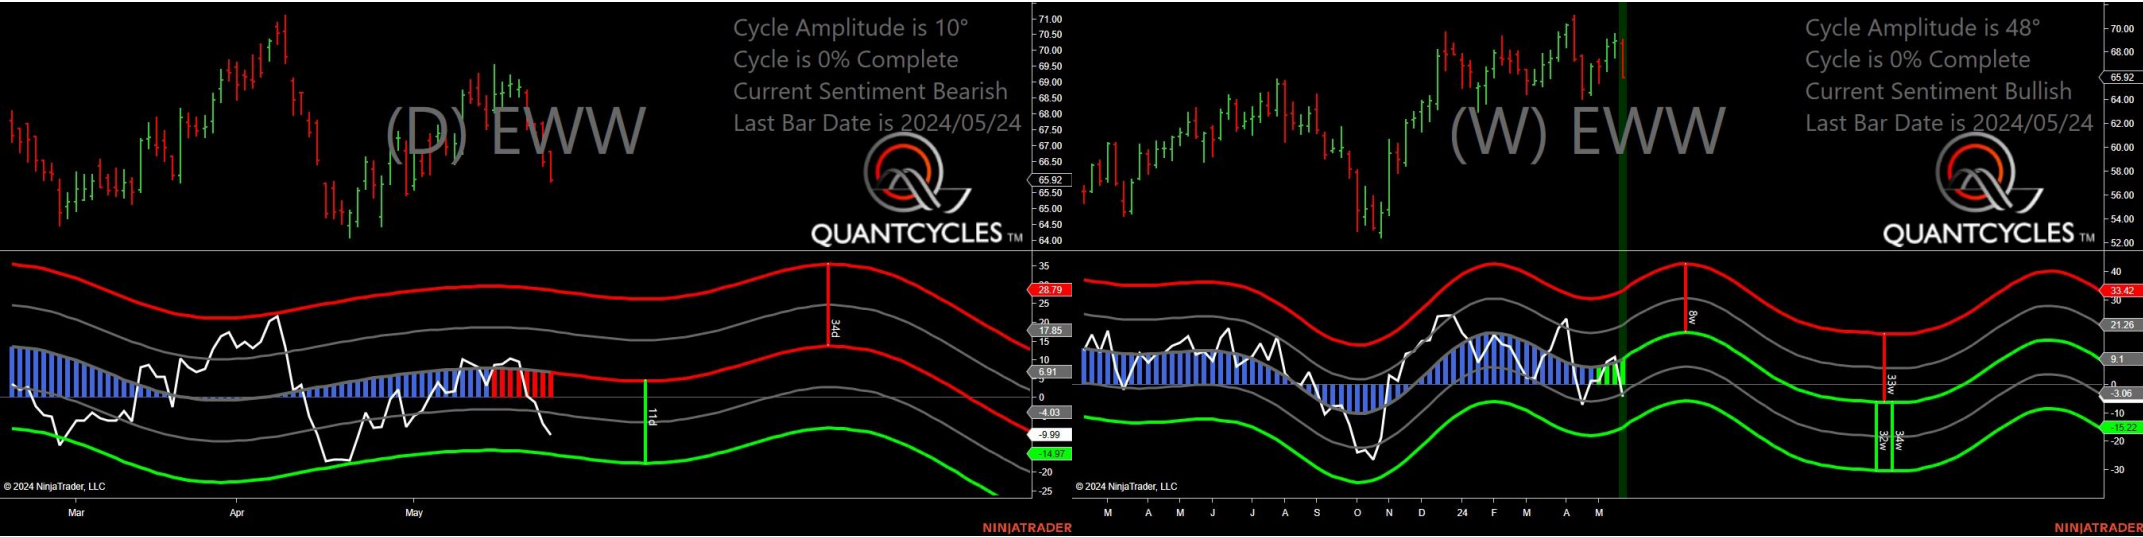 Cycle Amplitude is 10°
Cycle is 0% Complete
Current Sentiment Bearish
Last Bar Date is 2024/05/24
(D) EWW
QUANTCYCLES TM
71.00
70.50
70.00
69.50
69.00
68.50
68.00
67.50
67.00
66.50
65.92
65.50
65.00
64.50
64.00
35
28.79
25
20
17.85
15
10
6.91
5
0
-4.03
-9.99
-14.97
-20
-25
34d
11d
© 2024 NinjaTrader, LLC
Mar Apr May
NINJATRADER
Cycle Amplitude is 48°
Cycle is 0% Complete
Current Sentiment Bullish
Last Bar Date is 2024/05/24
(W) EWW
QUANTCYCLES TM
70.00
68.00
65.92
64.00
62.00
60.00
58.00
56.00
54.00
52.00
40
33.42
30
21.26
9.1
0
-3.06
-10
-15.22
-20
-30
8w
33w
32w
34w
© 2024 NinjaTrader, LLC
M A M J J A S O N D 24 F M A M
NINJATRADER